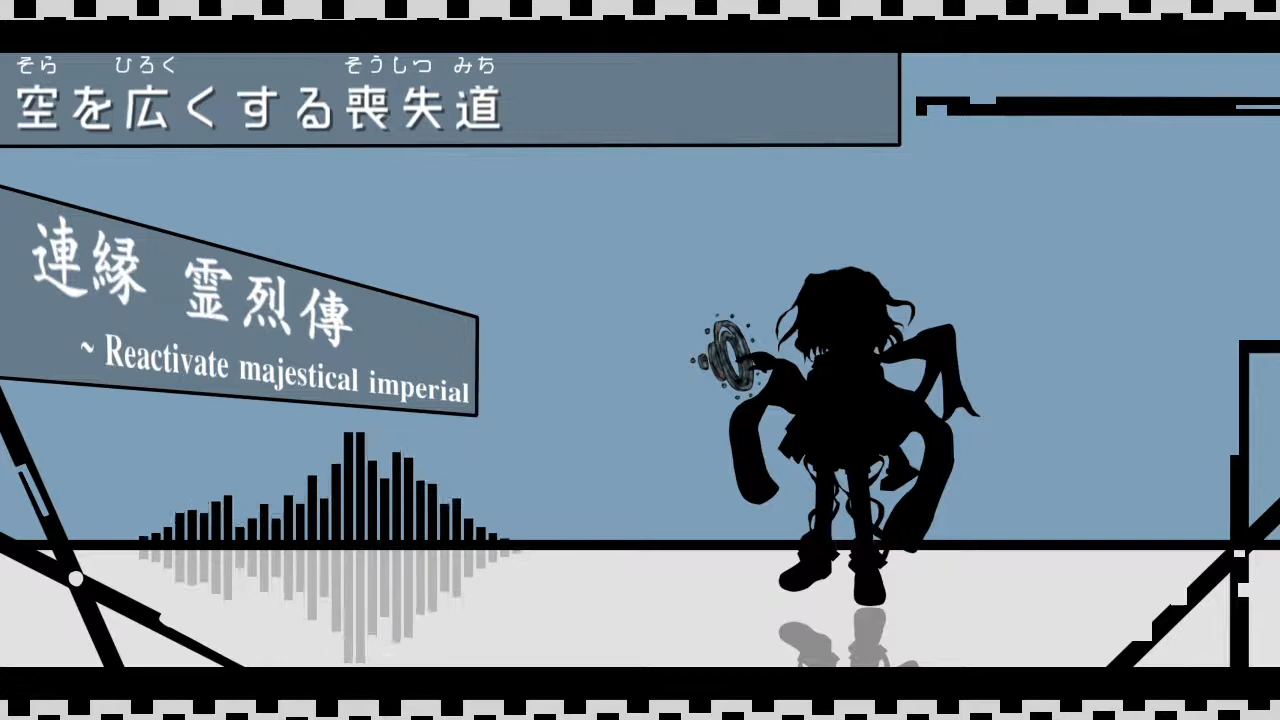 そら ひろく そうしつ みち
空を広くする喪失道
連縁 霊烈傳
~ Reactivate majestical imperial